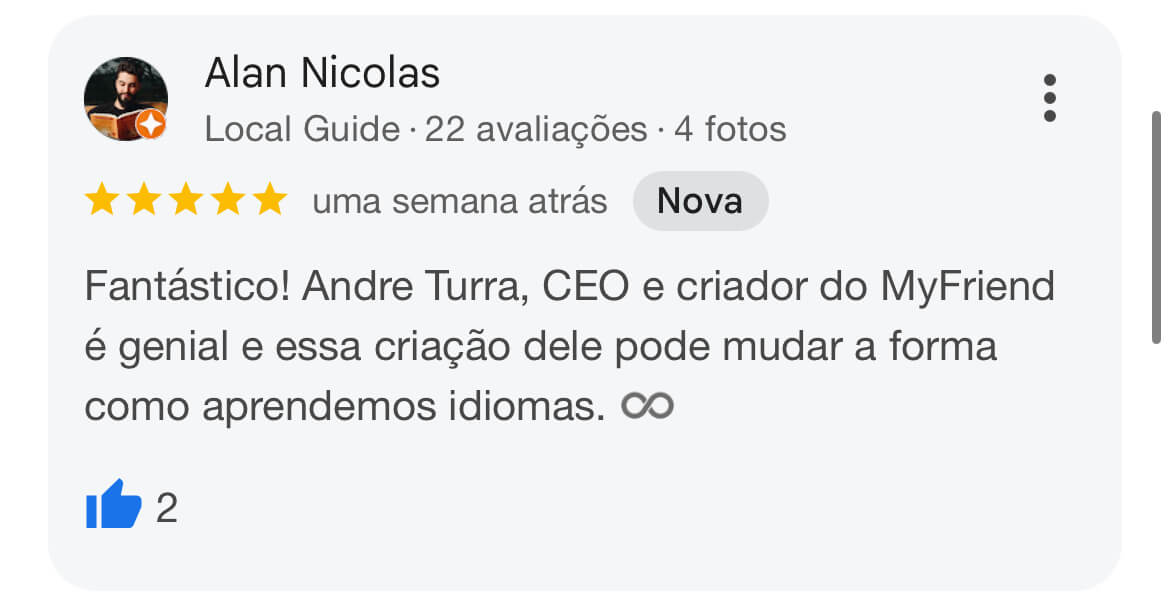 Alan Nicolas
Local Guide · 22 avaliações · 4 fotos
uma semana atrás Nova
Fantástico! Andre Turra, CEO e criador do MyFriend
é genial e essa criação dele pode mudar a forma
como aprendemos idiomas. ♾
2